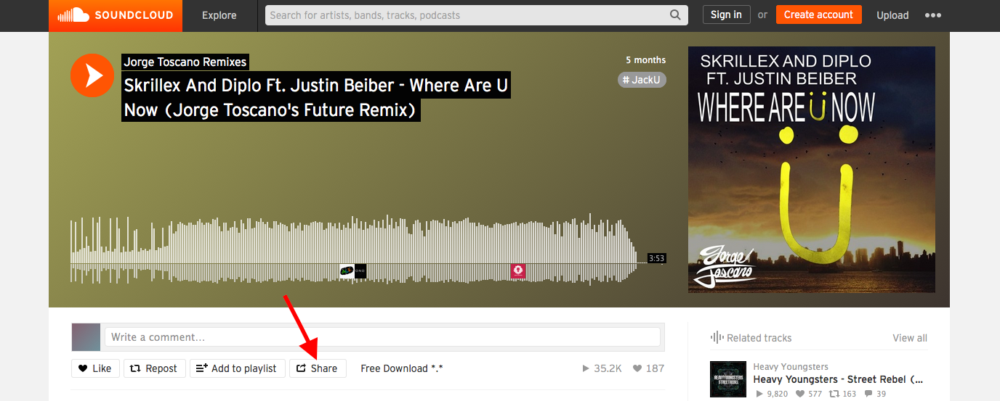 SOUNDCLOUD
Explore
Search for artists, bands, tracks, podcasts
Sign in or Create account Upload
Jorge Toscano Remixes
Skrillex And Diplo Ft. Justin Beiber - Where Are U
Now (Jorge Toscano's Future Remix)
5 months
# JackU
3:53
SKRILLEX AND DIPLO
FT. JUSTIN BEIBER
WHERE ARE Ü NOW
Ü
Jorge
Toscano
Write a comment...
Like Repost Add to playlist Share Free Download *.* 35.2K 187
Related tracks View all
HEAVYYOUNGSTERS
STREETREBEL
Heavy Youngsters
Heavy Youngsters - Street Rebel (...
9,820 577 163 39